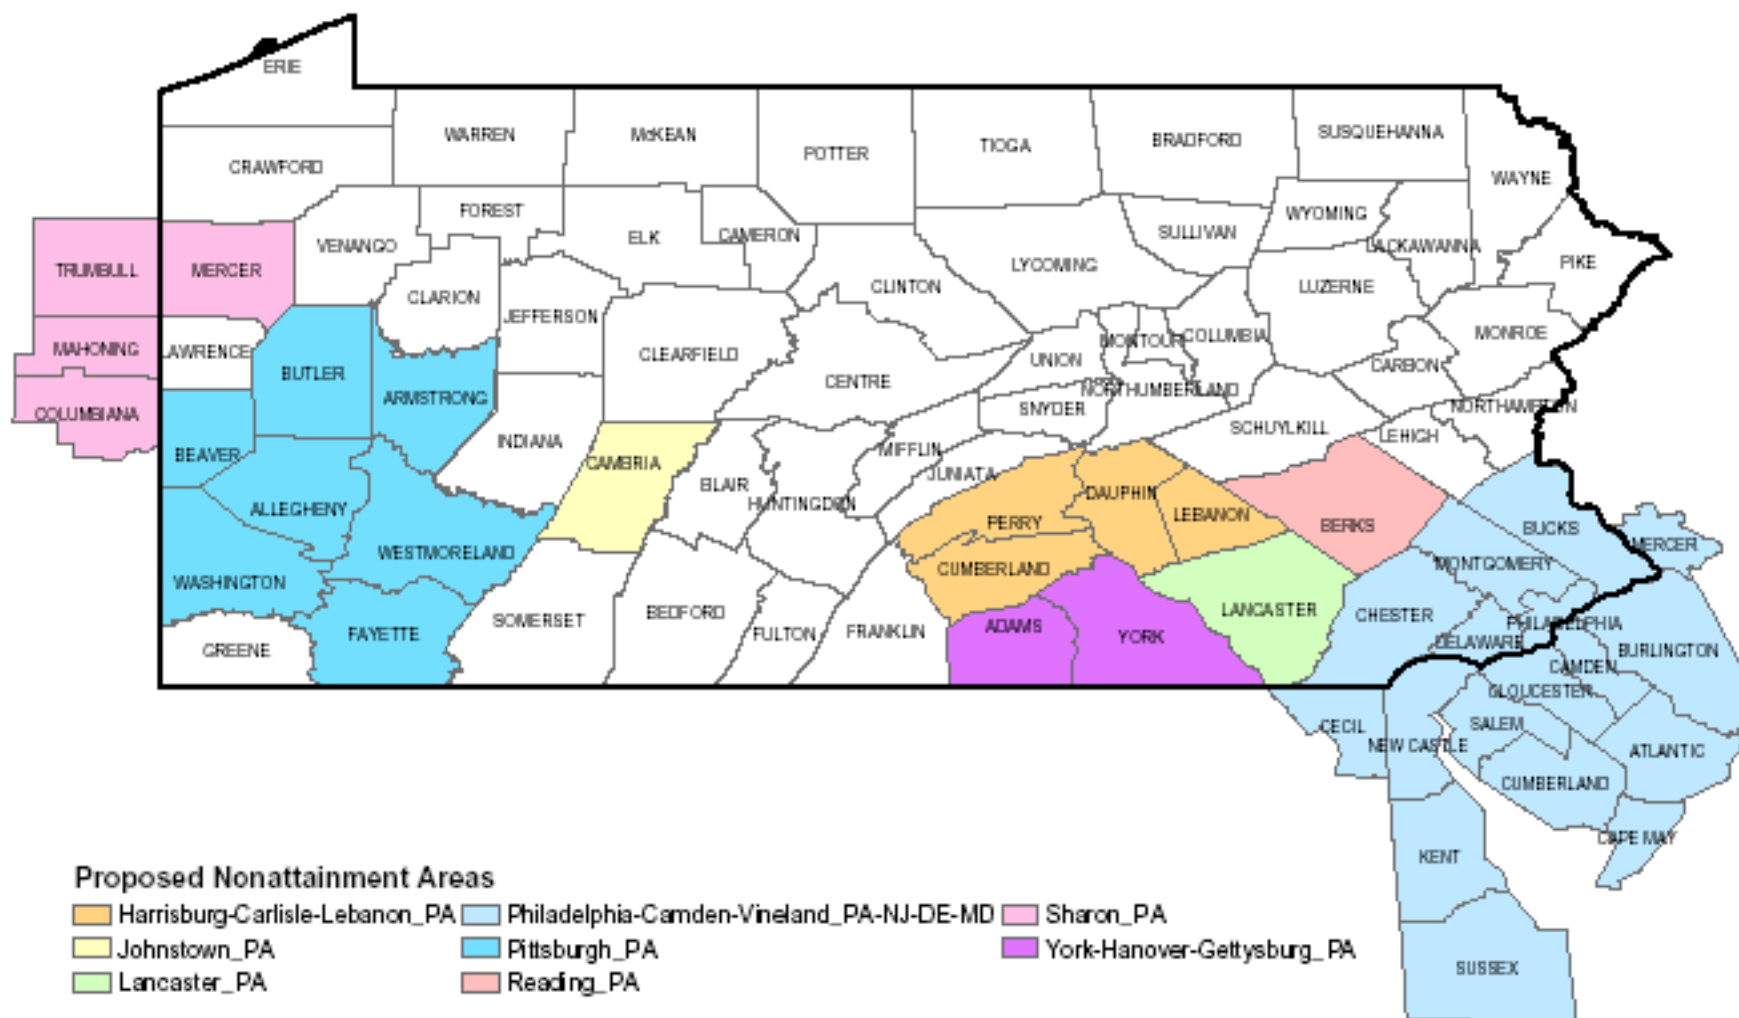 ERIE
WARREN
McKEAN
POTTER
TIOGA
BRADFORD
SUSQUEHANNA
WAYNE
CRAWFORD
FOREST
ELK
CAMERON
SULLIVAN
WYOMING
LACKAWANNA
PIKE
VENANGO
TRUMBULL
MERCER
CLARION
JEFFERSON
CLINTON
LYCOMING
LUZERNE
MONROE
MAHONING
LAWRENCE
BUTLER
ARMSTRONG
CLEARFIELD
CENTRE
UNION
MONTOUR
COLUMBIA
CARBON
NORTHUMBERLAND
SNYDER
NORTHAMPTON
COLUMBIANA
BEAVER
INDIANA
CAMBRIA
BLAIR
HUNTINGDON
MIFFLIN
JUNIATA
SCHUYLKILL
LEHIGH
ALLEGHENY
WESTMORELAND
PERRY
DAUPHIN
LEBANON
BERKS
BUCKS
MERCER
WASHINGTON
CUMBERLAND
MONTGOMERY
GREENE
FAYETTE
SOMERSET
BEDFORD
FULTON
FRANKLIN
ADAMS
YORK
LANCASTER
CHESTER
DELAWARE
PHILADELPHIA
BURLINGTON
CAMDEN
GLOUCESTER
CECIL
NEW CASTLE
SALEM
ATLANTIC
CUMBERLAND
CAPE MAY
KENT
SUSSEX
Proposed Nonattainment Areas
Harrisburg-Carlisle-Lebanon_PA
Philadelphia-Camden-Vineland_PA-NJ-DE-MD
Sharon_PA
Johnstown_PA
Pittsburgh_PA
York-Hanover-Gettysburg_PA
Lancaster_PA
Reading_PA